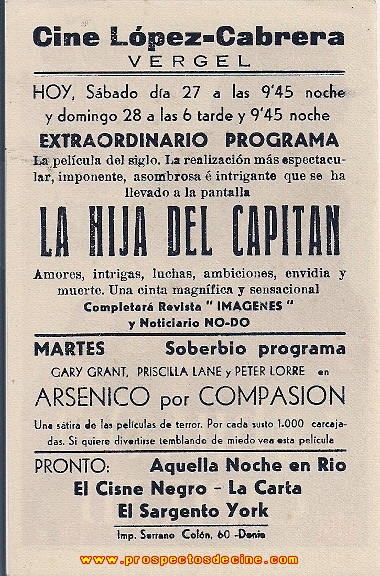 Cine López-Cabrera
VERGEL
HOY, Sábado día 27 a las 9'45 noche
y domingo 28 a las 6 tarde y 9'45 noche
EXTRAORDINARIO PROGRAMA
La película del siglo. La realización más espectacu-
lar, imponente, asombrosa é intrigante que se ha
llevado a la pantalla
LA HIJA DEL CAPITAN
Amores, intrigas, luchas, ambiciones, envidia y
muerte. Una cinta magnífica y sensacional
Completará Revista " IMAGENES "
y Noticiario NO-DO
MARTES Soberbio programa
GARY GRANT, PRISCILLA LANE y PETER LORRE en
ARSENICO por COMPASION
Una sátira de las películas de terror. Por cada susto 1.000 carcaja-
das. Si quiere divertirse temblando de miedo vea esta película
PRONTO: Aquella Noche en Rio
El Cisne Negro - La Carta
El Sargento York
Imp. Serrano Colón, 60 -Denia
www.prospectosdecine.com